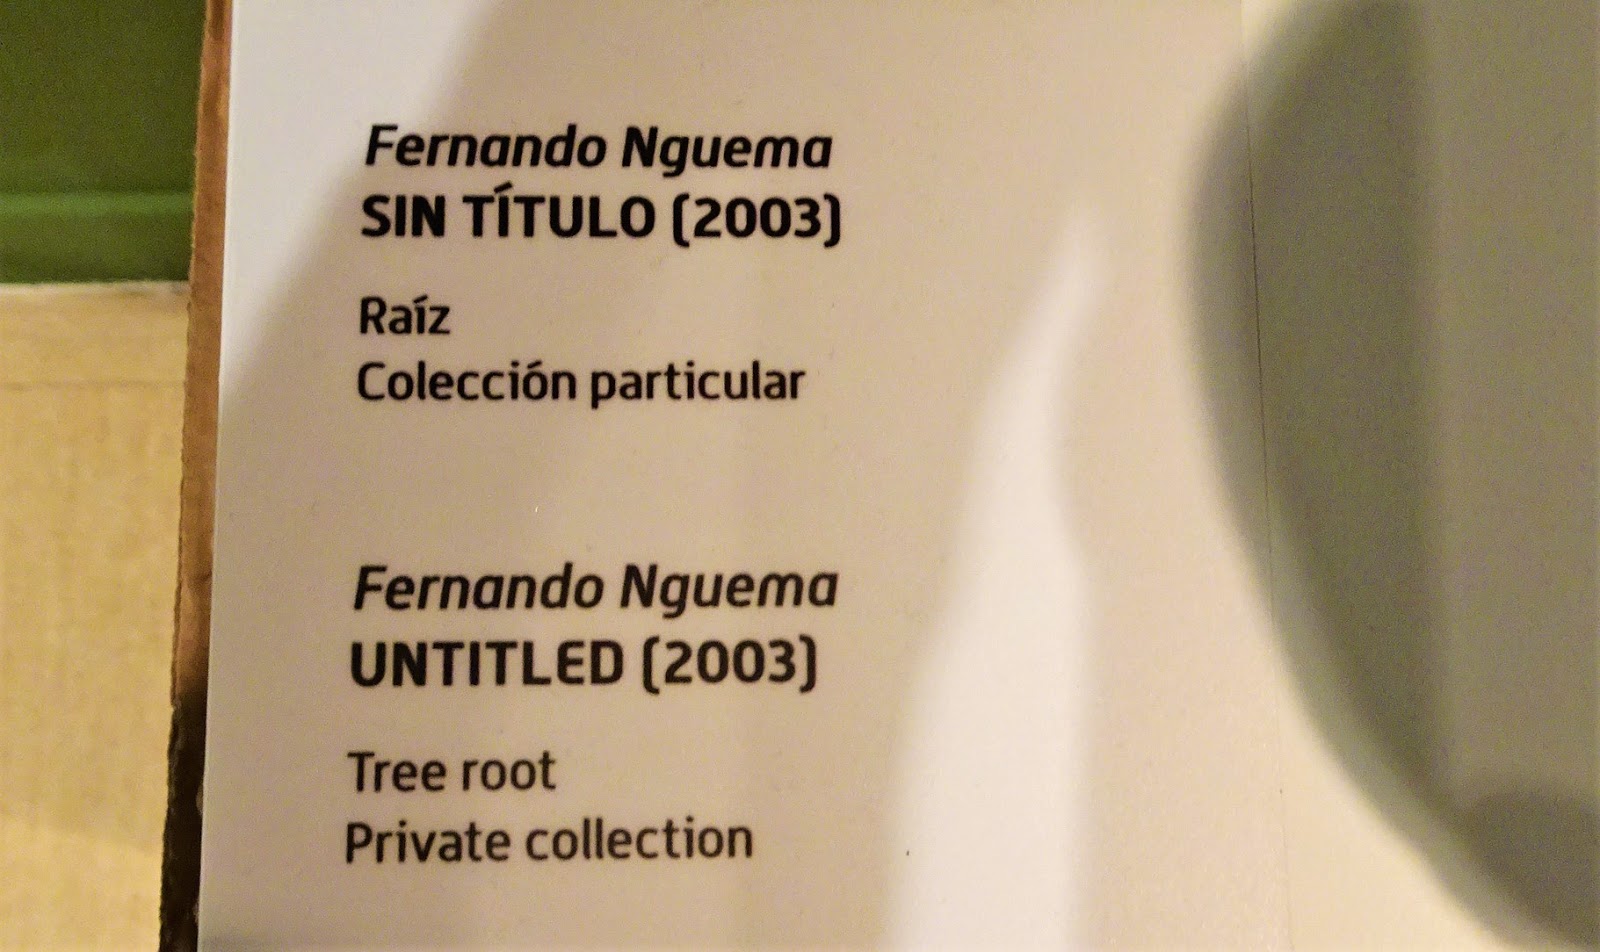 Fernando Nguema
SIN TÍTULO (2003)
Raíz
Colección particular
Fernando Nguema
UNTITLED (2003)
Tree root
Private collection